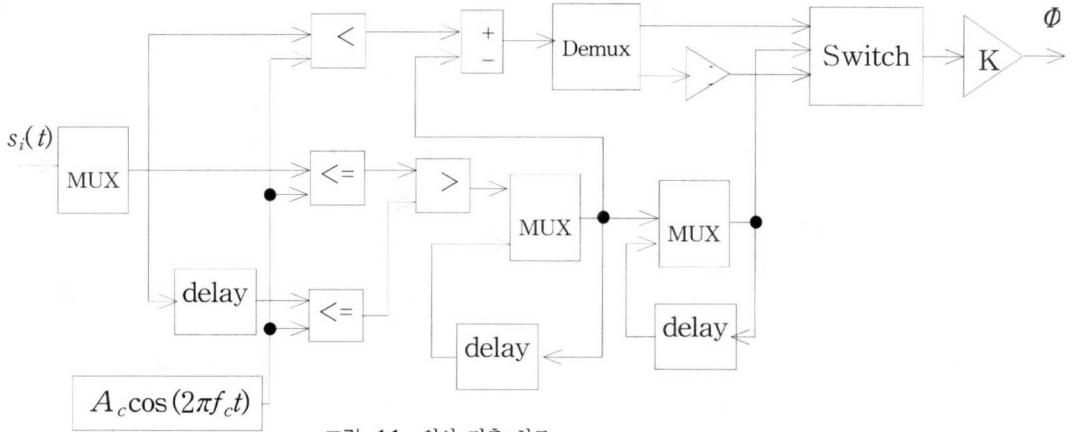 Φ
<
+
−
Demux
-
Switch
K
s_i(t)
MUX
<=
>
MUX
MUX
delay
<=
delay
delay
A_c cos(2πf_c t)